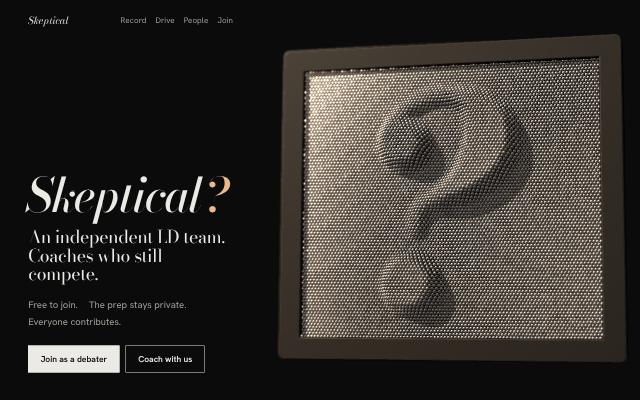 Skeptical
Record Drive People Join
Skeptical?
An independent LD team.
Coaches who still
compete.
Free to join. The prep stays private.
Everyone contributes.
Join as a debater
Coach with us